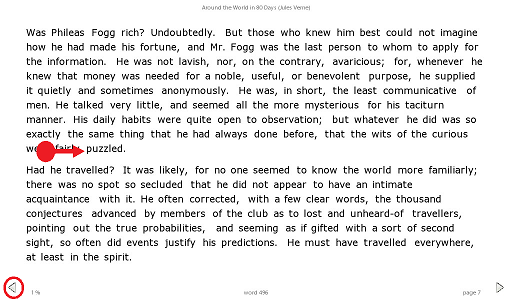 Around the World in 80 Days (Jules Verne)
Was Phileas Fogg rich? Undoubtedly. But those who knew him best could not imagine
how he had made his fortune, and Mr. Fogg was the last person to whom to apply for
the information. He was not lavish, nor, on the contrary, avaricious; for, whenever he
knew that money was needed for a noble, useful, or benevolent purpose, he supplied
it quietly and sometimes anonymously. He was, in short, the least communicative of
men. He talked very little, and seemed all the more mysterious for his taciturn
manner. His daily habits were quite open to observation; but whatever he did was so
exactly the same thing that he had always done before, that the wits of the curious
puzzled.
Had he travelled? It was likely, for no one seemed to know the world more familiarly;
there was no spot so secluded that he did not appear to have an intimate
acquaintance with it. He often corrected, with a few clear words, the thousand
conjectures advanced by members of the club as to lost and unheard-of travellers,
pointing out the true probabilities, and seeming as if gifted with a sort of second
sight, so often did events justify his predictions. He must have travelled everywhere,
at least in the spirit.
1 % word 496 page 7